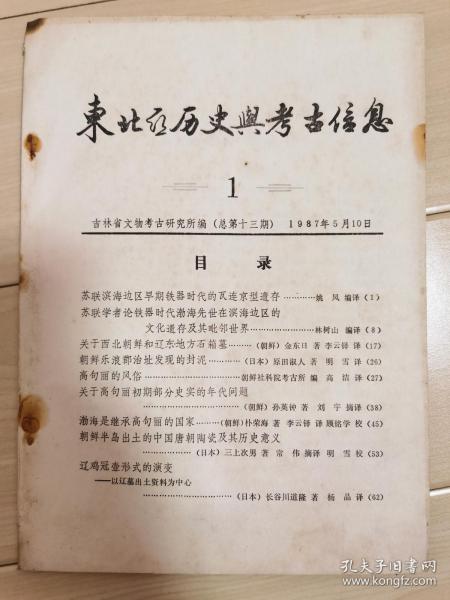 東北亚历史與考古信息
1
吉林省文物考古研究所编 (总第十三期) 1987年5月10日
目 录
苏联滨海边区早期铁器时代的瓦连京型遗存…………姚 凤 编译 (1)
苏联学者论铁器时代渤海先世在滨海边区的
文化遗存及其毗邻世界……………………林树山 编译 (8)
关于西北朝鲜和辽东地方石箱墓………(朝鲜) 金东日 著 李云铎 译 (17)
朝鲜乐浪郡治址发现的封泥…………(日本) 原田淑人 著 明 雪 译 (26)
高句丽的风俗……………………朝鲜社科院考古所 编 高 洁 译 (27)
关于高句丽初期部分史实的年代问题
……………………(朝鲜) 孙英钟 著 刘 宇 摘译 (38)
渤海是继承高句丽的国家……(朝鲜) 朴荣海 著 李云铎 译 顾铭学 校 (45)
朝鲜半岛出土的中国唐朝陶瓷及其历史意义
…………(日本) 三上次男 著 常 伟 摘译 明 雪 校 (53)
辽鸡冠壶形式的演变
——以辽墓出土资料为中心
……………………(日本) 长谷川道隆 著 杨 晶 译 (62)
孔夫子旧书网
www.kongfz.com